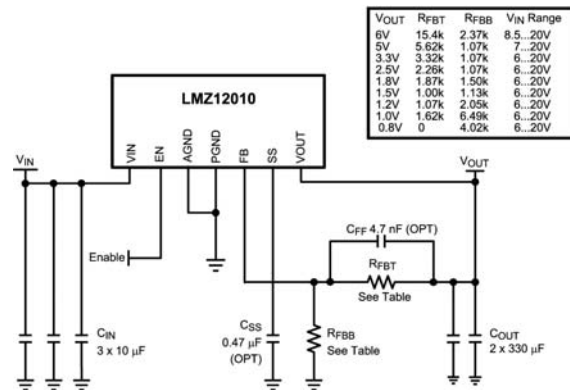 VOUT RFBT RFBB VIN Range
6V 15.4k 2.37k 8.5...20V
5V 5.62k 1.07k 7...20V
3.3V 3.32k 1.07k 6...20V
2.5V 2.26k 1.07k 6...20V
1.8V 1.87k 1.50k 6...20V
1.5V 1.00k 1.13k 6...20V
1.2V 1.07k 2.05k 6...20V
1.0V 1.62k 6.49k 6...20V
0.8V 0 4.02k 6...20V
LMZ12010
VIN EN AGND PGND FB SS VOUT
VIN
VOUT
Enable
CFF 4.7 nF (OPT)
RFBT
See Table
CIN
3 x 10 µF
CSS
0.47 µF
(OPT)
RFBB
See Table
COUT
2 x 330 µF